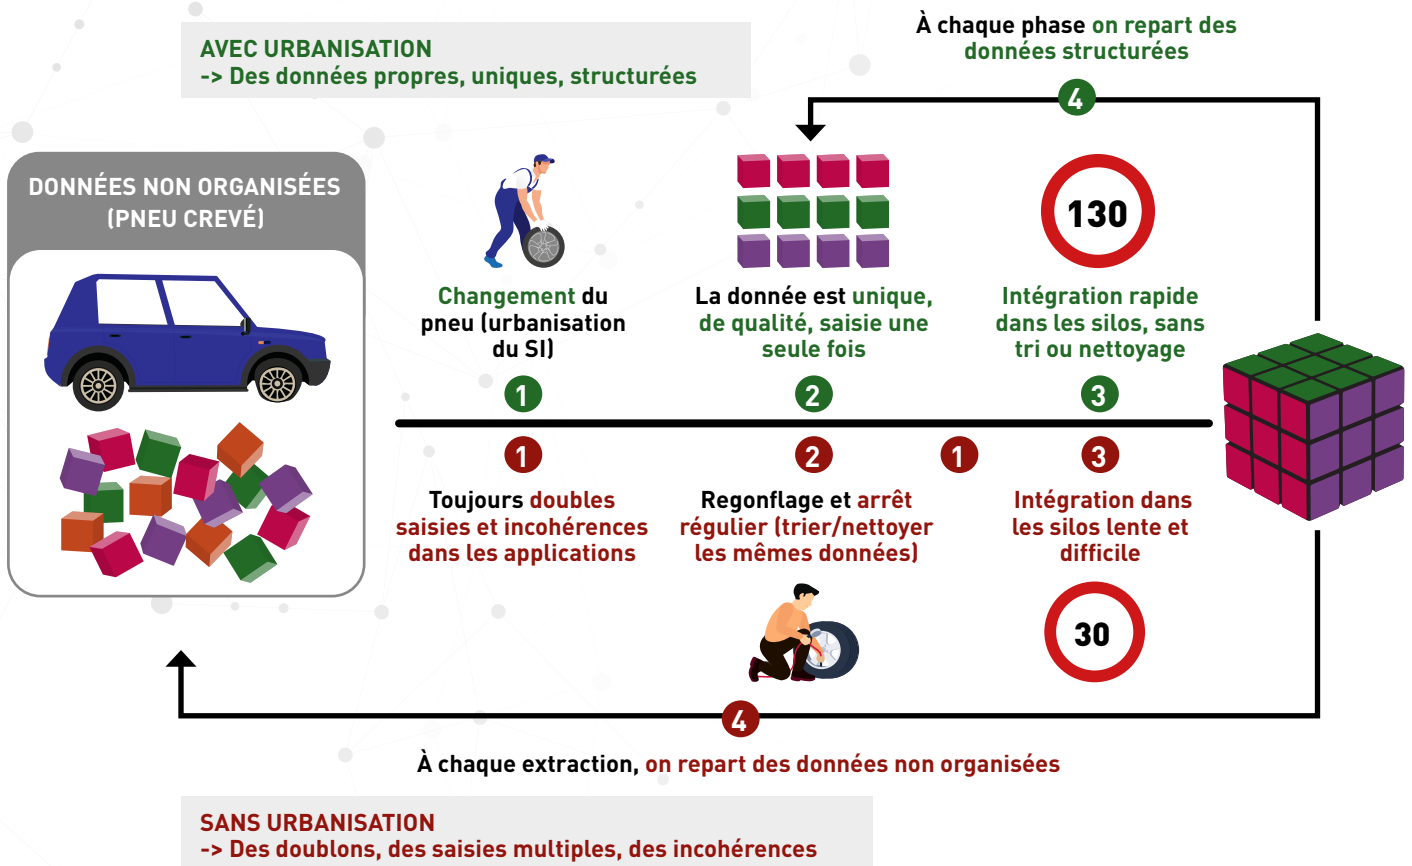 À chaque phase on repart des
données structurées
AVEC URBANISATION
-> Des données propres, uniques, structurées
4
DONNÉES NON ORGANISÉES
(PNEU CREVÉ)
130
Changement du
pneu (urbanisation
du SI)
La donnée est unique,
de qualité, saisie une
seule fois
Intégration rapide
dans les silos, sans
tri ou nettoyage
1
2
3
1
2
1
3
Toujours doubles
saisies et incohérences
dans les applications
Regonflage et arrêt
régulier (trier/nettoyer
les mêmes données)
Intégration dans
les silos lente et
difficile
30
4
À chaque extraction, on repart des données non organisées
SANS URBANISATION
-> Des doublons, des saisies multiples, des incohérences